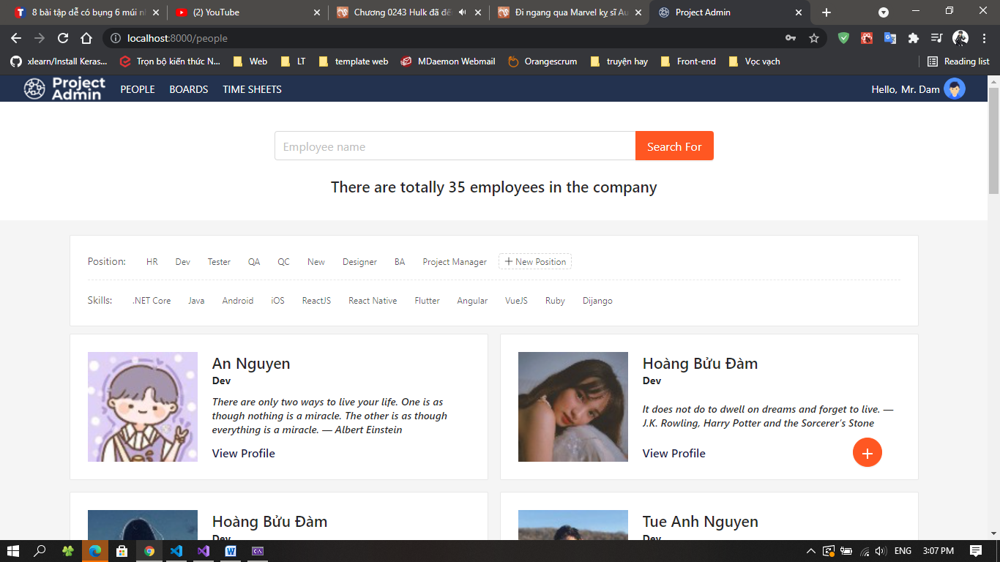 8 bài tập dễ có bụng 6 múi n
(2) YouTube
Chương 0243 Hulk đã đế
Đi ngang qua Marvel kỵ sĩ Au
Project Admin
localhost:8000/people
xlearn/Install Keras...
Trọn bộ kiến thức N...
Web
LT
template web
MDaemon Webmail
Orangescrum
truyện hay
Front-end
Vọc vạch
Reading list
Project Admin
PEOPLE
BOARDS
TIME SHEETS
Hello, Mr. Dam
Employee name
Search For
There are totally 35 employees in the company
Position: HR Dev Tester QA QC New Designer BA Project Manager + New Position
Skills: .NET Core Java Android iOS ReactJS React Native Flutter Angular VueJS Ruby Dijango
An Nguyen
Dev
There are only two ways to live your life. One is as
though nothing is a miracle. The other is as though
everything is a miracle. — Albert Einstein
View Profile
Hoàng Bửu Đàm
Dev
It does not do to dwell on dreams and forget to live. —
J.K. Rowling, Harry Potter and the Sorcerer's Stone
View Profile
Hoàng Bửu Đàm
Dev
Tue Anh Nguyen
Dev
ENG
3:07 PM